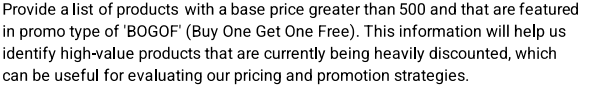 Provide a list of products with a base price greater than 500 and that are featured
in promo type of 'BOGOF' (Buy One Get One Free). This information will help us
identify high-value products that are currently being heavily discounted, which
can be useful for evaluating our pricing and promotion strategies.